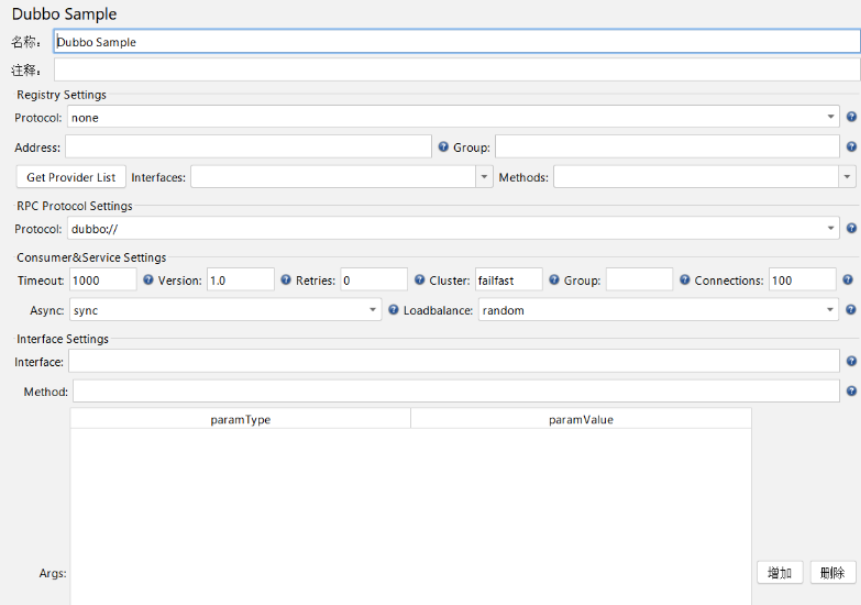 Dubbo Sample
名称： Dubbo Sample
注释：
Registry Settings
Protocol: none
Address: Group:
Get Provider List Interfaces: Methods:
RPC Protocol Settings
Protocol: dubbo://
Consumer&Service Settings
Timeout: 1000 Version: 1.0 Retries: 0 Cluster: failfast Group: Connections: 100
Async: sync Loadbalance: random
Interface Settings
Interface:
Method:
paramType paramValue
Args: 增加 删除